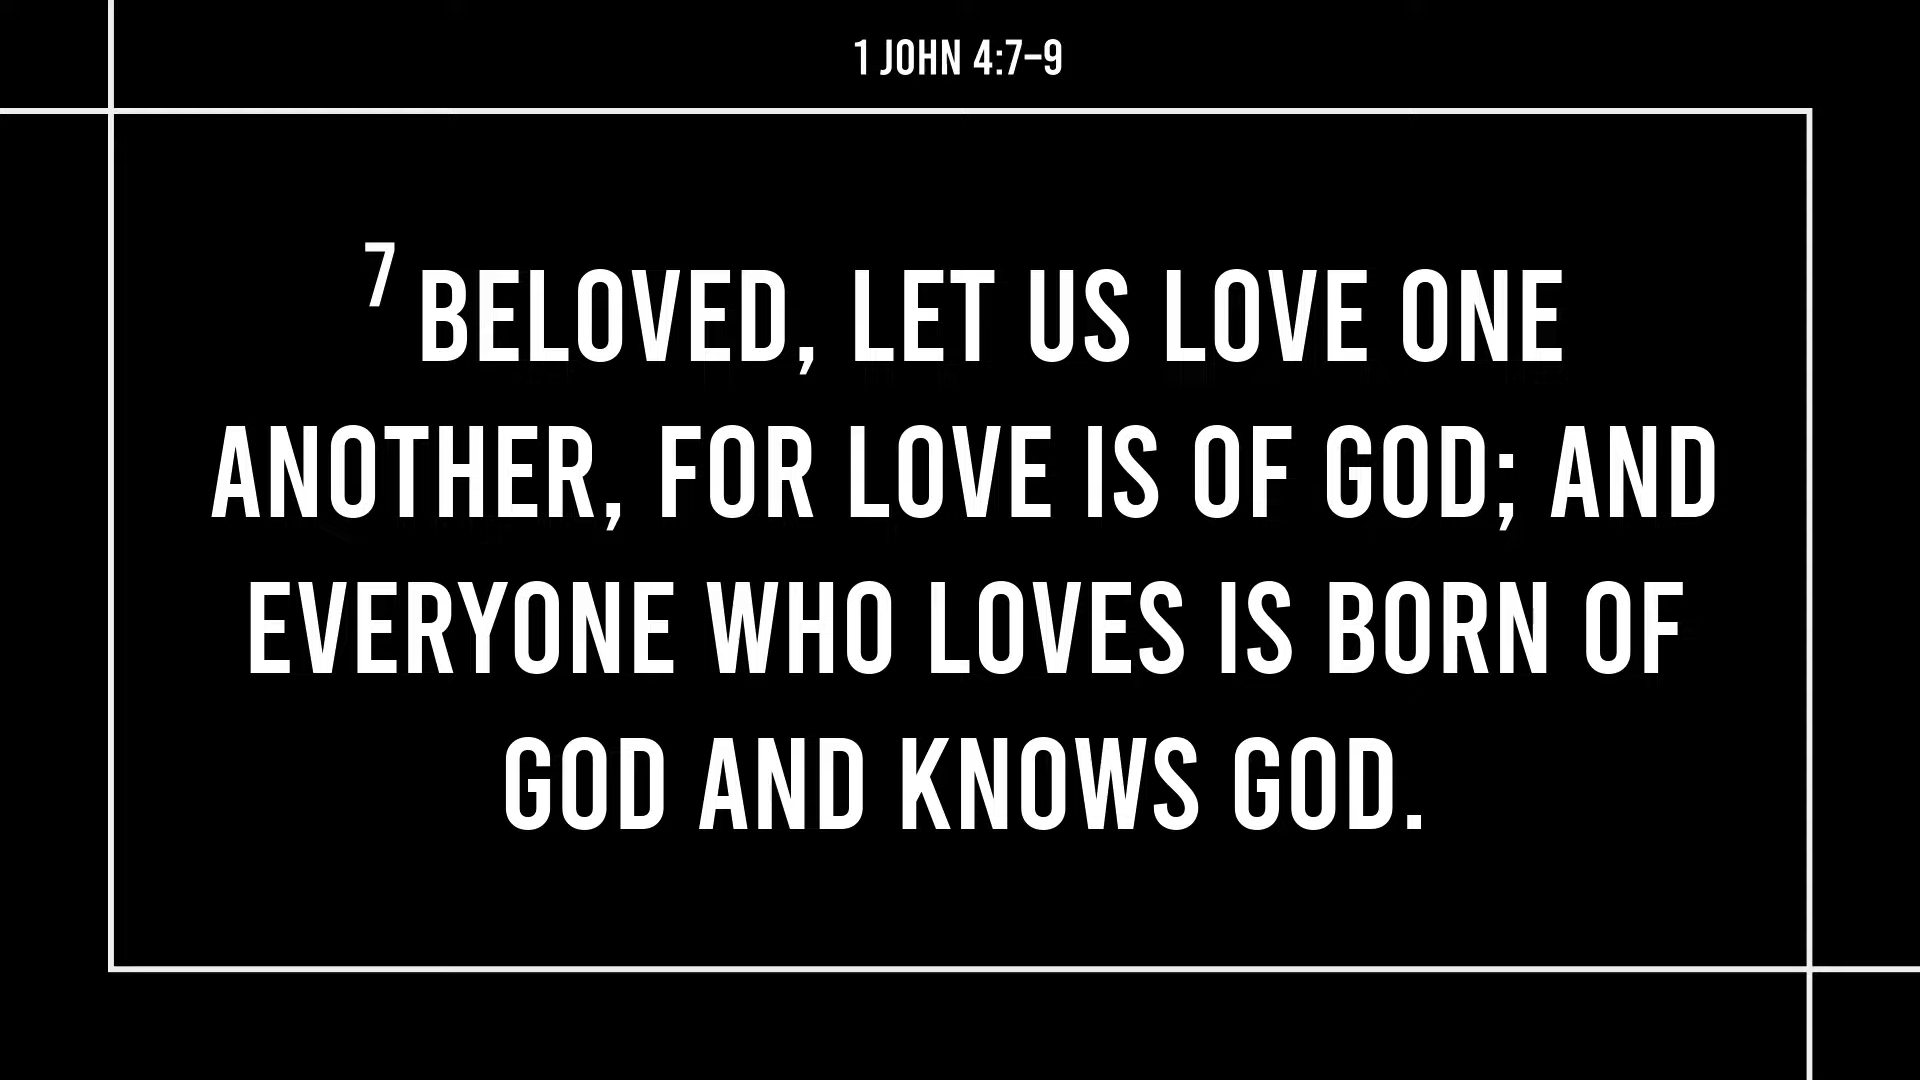 1 JOHN 4:7–9
7 BELOVED, LET US LOVE ONE
ANOTHER, FOR LOVE IS OF GOD; AND
EVERYONE WHO LOVES IS BORN OF
GOD AND KNOWS GOD.